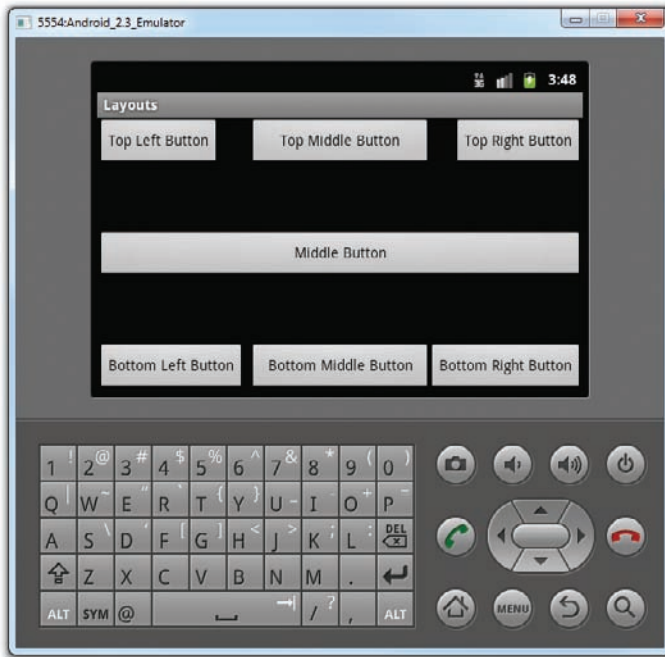 5554:Android_2.3_Emulator
3G 3:48
Layouts
Top Left Button Top Middle Button Top Right Button
Middle Button
Bottom Left Button Bottom Middle Button Bottom Right Button
1 ! 2 @ 3 # 4 $ 5 % 6 ^ 7 & 8 * 9 ( 0 )
Q | W ~ E " R ` T { Y } U - I O + P
A S \ D ' F [ G ] H < J > K ; L : DEL
Z X C V B N M .
ALT SYM @ / ? , ALT
MENU